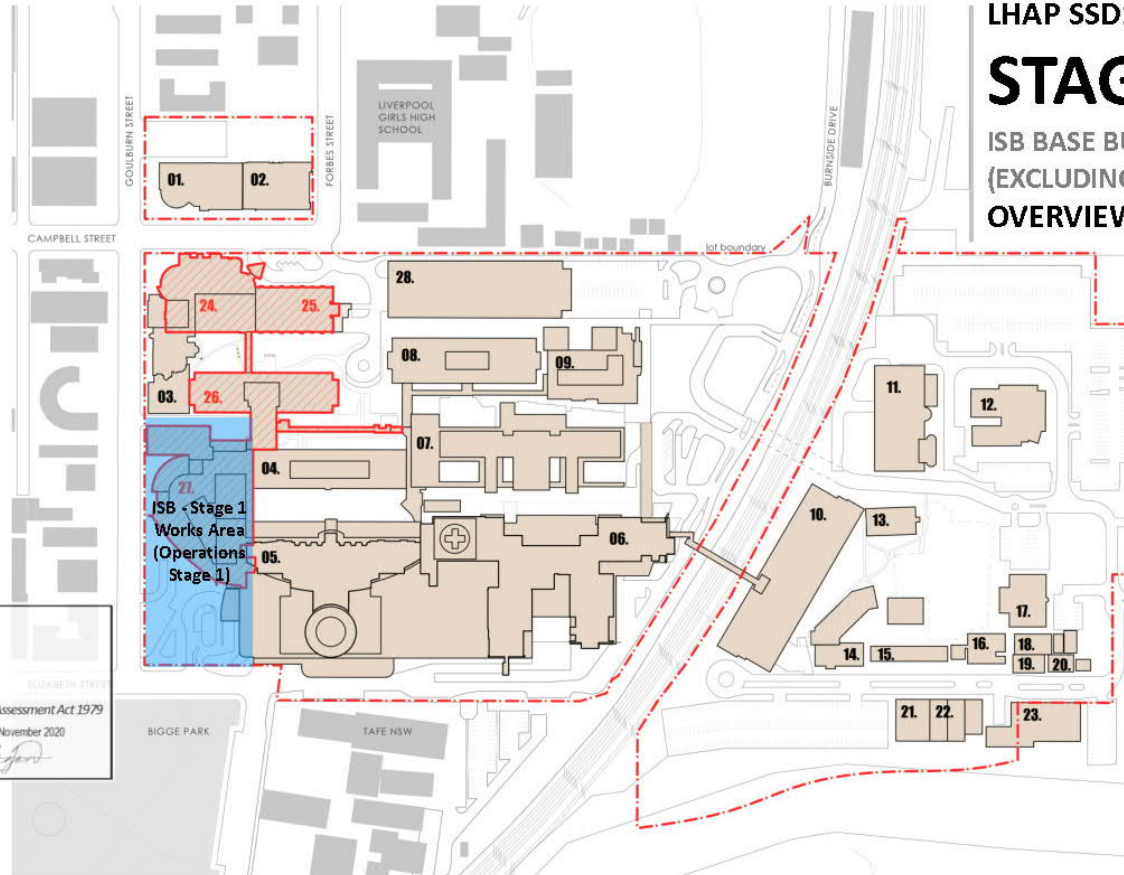 LHAP SSD
STAG
ISB BASE BU
(EXCLUDING
OVERVIEW
GOULBURN STREET
FORBES STREET
LIVERPOOL
GIRLS HIGH
SCHOOL
BURNSIDE DRIVE
01.
02.
CAMPBELL STREET
lot boundary
24.
25.
28.
08.
09.
03.
26.
11.
12.
07.
04.
27.
ISB - Stage 1
Works Area
(Operations
Stage 1)
05.
06.
10.
13.
17.
14.
15.
16.
18.
19.
20.
21.
22.
23.
ELIZABETH STREET
Assessment Act 1979
November 2020
BIGGE PARK
TAFE NSW